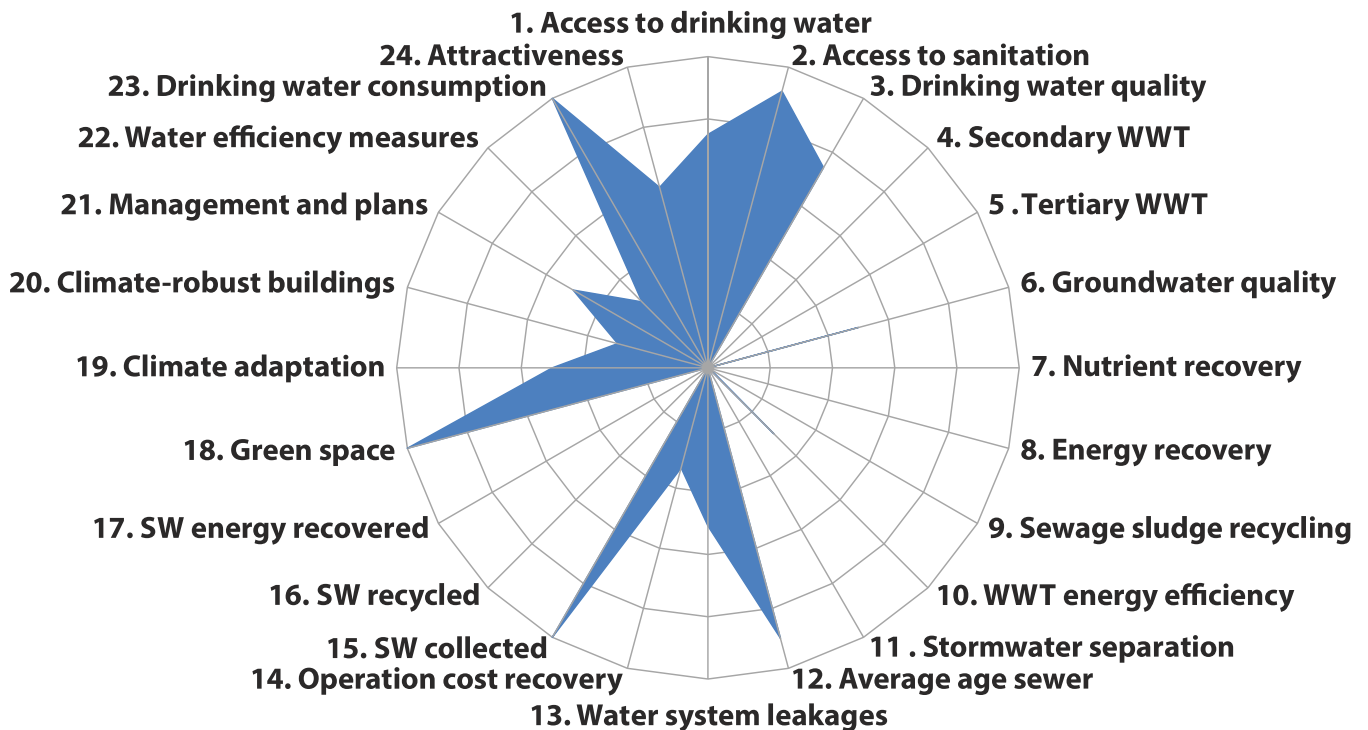 1. Access to drinking water
2. Access to sanitation
3. Drinking water quality
4. Secondary WWT
5 .Tertiary WWT
6. Groundwater quality
7. Nutrient recovery
8. Energy recovery
9. Sewage sludge recycling
10. WWT energy efficiency
11 . Stormwater separation
12. Average age sewer
13. Water system leakages
14. Operation cost recovery
15. SW collected
16. SW recycled
17. SW energy recovered
18. Green space
19. Climate adaptation
20. Climate-robust buildings
21. Management and plans
22. Water efficiency measures
23. Drinking water consumption
24. Attractiveness